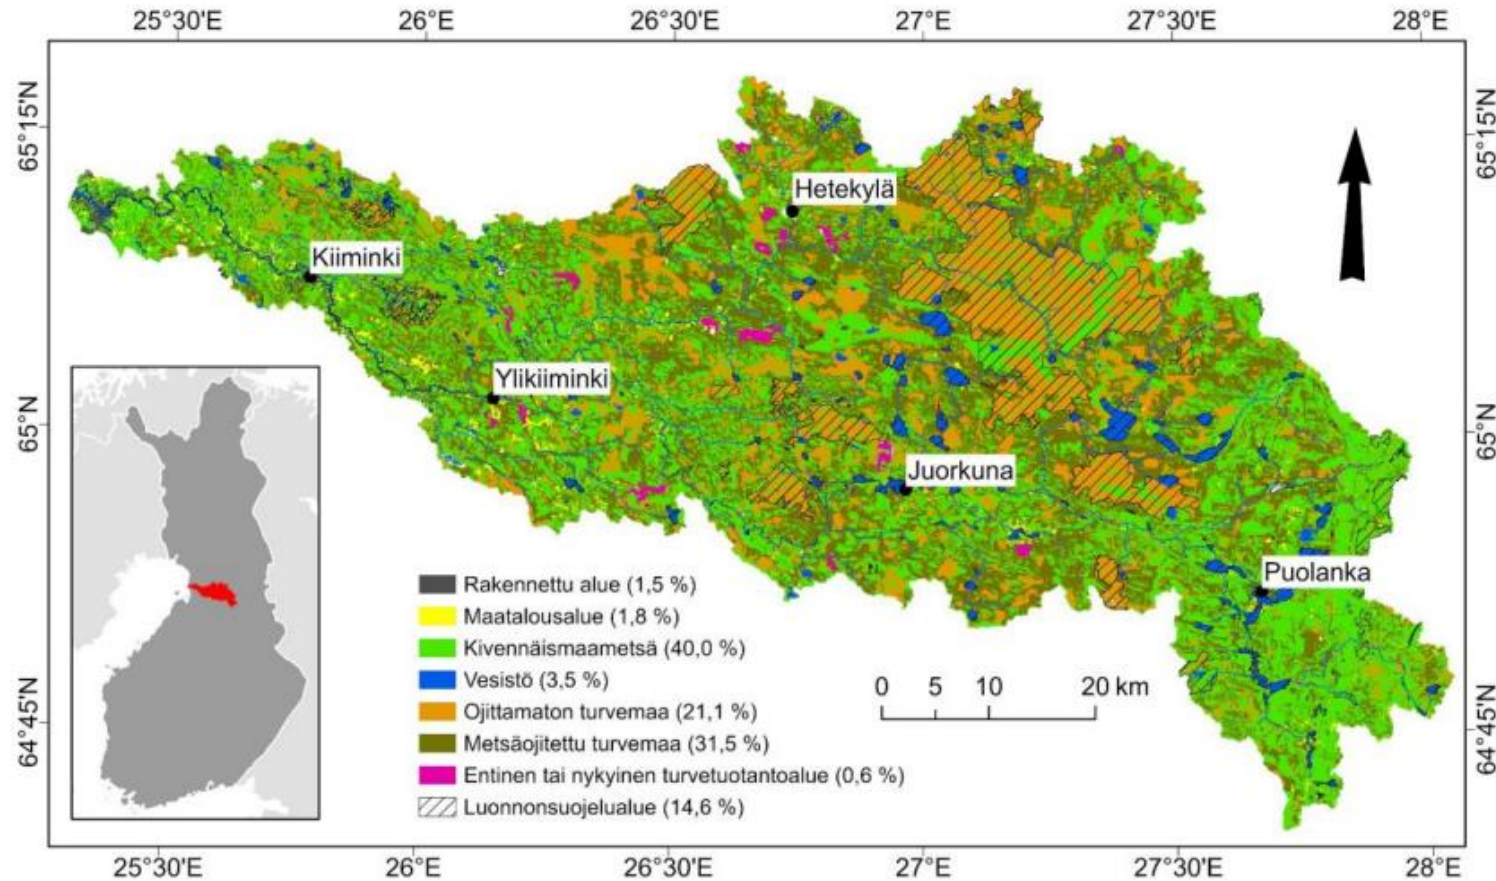 25°30'E 26°E 26°30'E 27°E 27°30'E 28°E
65°15'N 65°15'N
Hetekylä
Kiiminki
Ylikiiminki
65°N 65°N
Juorkuna
Puolanka
Rakennettu alue (1,5 %)
Maatalousalue (1,8 %)
Kivennäismaametsä (40,0 %)
Vesistö (3,5 %)
Ojittamaton turvemaa (21,1 %)
Metsäojitettu turvemaa (31,5 %)
Entinen tai nykyinen turvetuotantoalue (0,6 %)
Luonnonsuojelualue (14,6 %)
0 5 10 20 km
64°45'N 64°45'N
25°30'E 26°E 26°30'E 27°E 27°30'E 28°E